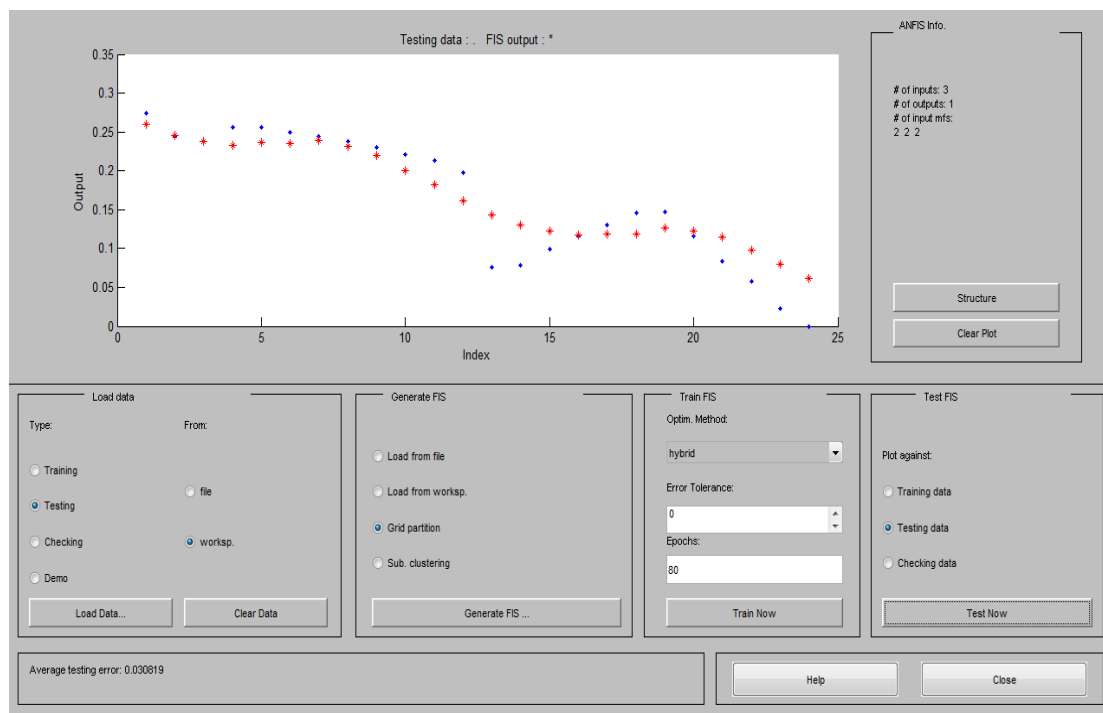 Testing data : .   FIS output : *
0.35
0.3
0.25
0.2
0.15
0.1
0.05
0
Output
0 5 10 15 20 25
Index
ANFIS Info.
# of inputs: 3
# of outputs: 1
# of input mfs:
2 2 2
Structure
Clear Plot
Load data
Type: From:
Training
file
Testing
Checking
worksp.
Demo
Load Data...
Clear Data
Generate FIS
Load from file
Load from worksp.
Grid partition
Sub. clustering
Generate FIS ...
Train FIS
Optim. Method:
hybrid
Error Tolerance:
0
Epochs:
80
Train Now
Test FIS
Plot against:
Training data
Testing data
Checking data
Test Now
Average testing error: 0.030819
Help
Close